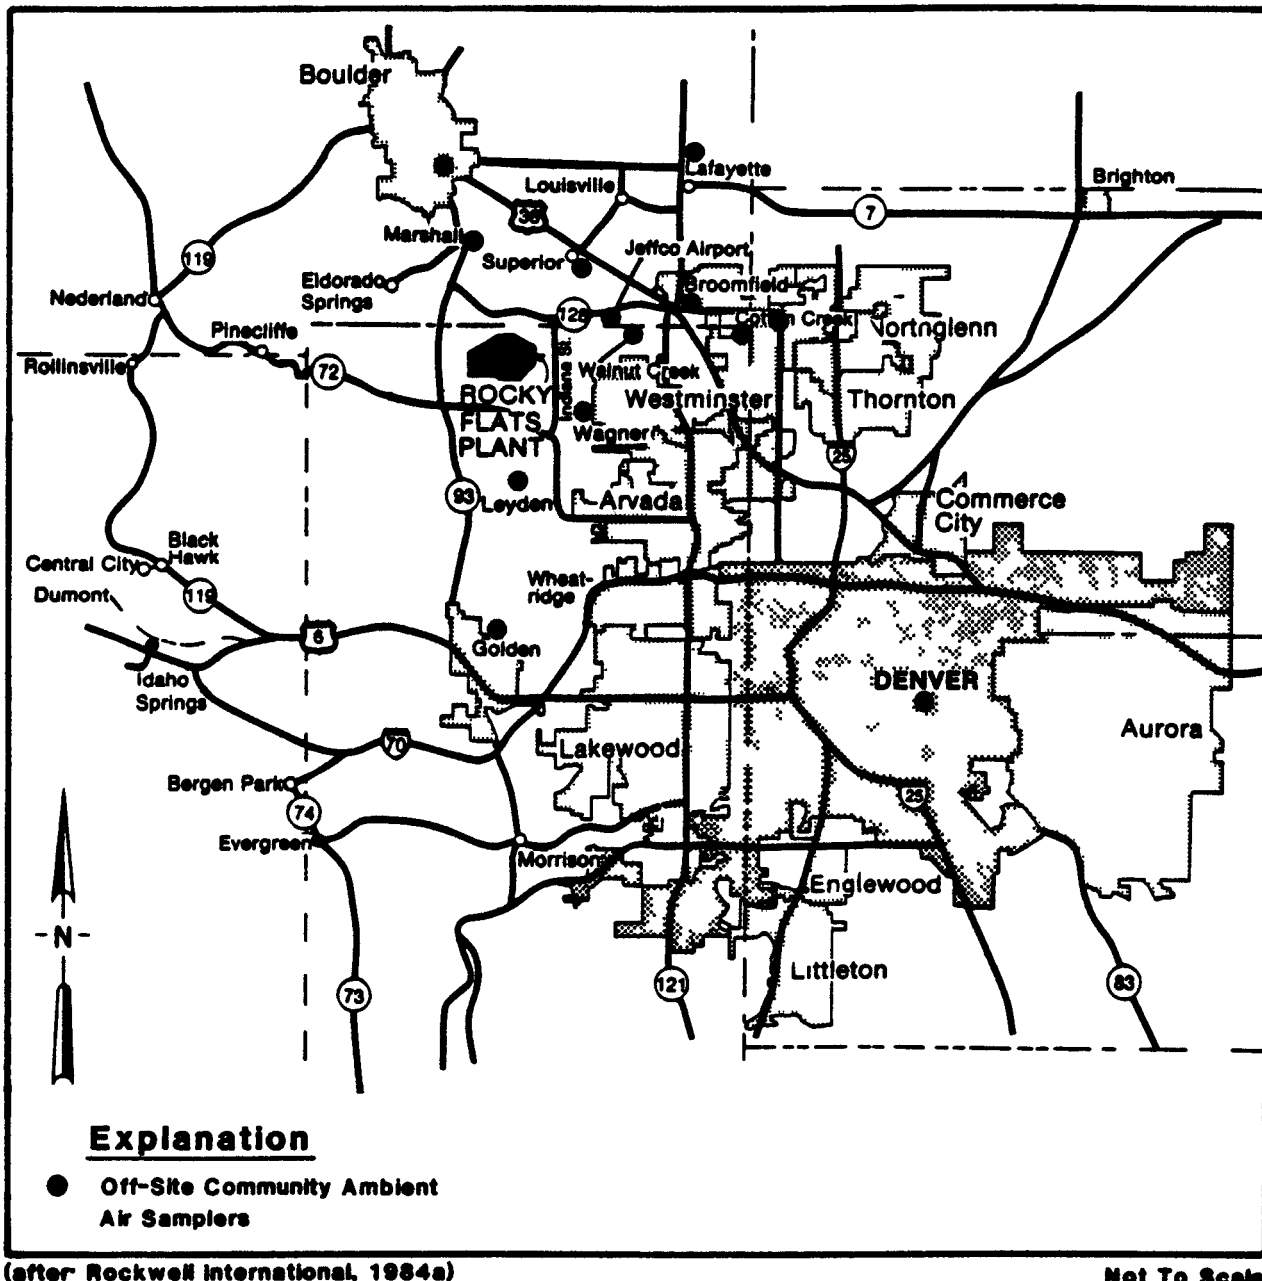 Boulder
Lafayette
Louisville
Brighton
36
7
Marshall
Superior
Jeffco Airport
119
Eldorado
Springs
Broomfield
Nederland
128
Cotton Creek
Northglenn
Pinecliffe
Indiana St.
Rollinsville
72
Walnut Creek
ROCKY
FLATS
PLANT
Westminster
Thornton
Wagner
25
93
Leyden
Arvada
Commerce
City
Black
Hawk
Central City
Dumont
119
Wheat-
ridge
6
Golden
Idaho
Springs
DENVER
70
Lakewood
Aurora
Bergen Park
74
25
Evergreen
Morrison
Englewood
N
Littleton
73
121
83
Explanation
Off-Site Community Ambient
Air Samplers
(after Rockwell International, 1984a)
Not To Scale